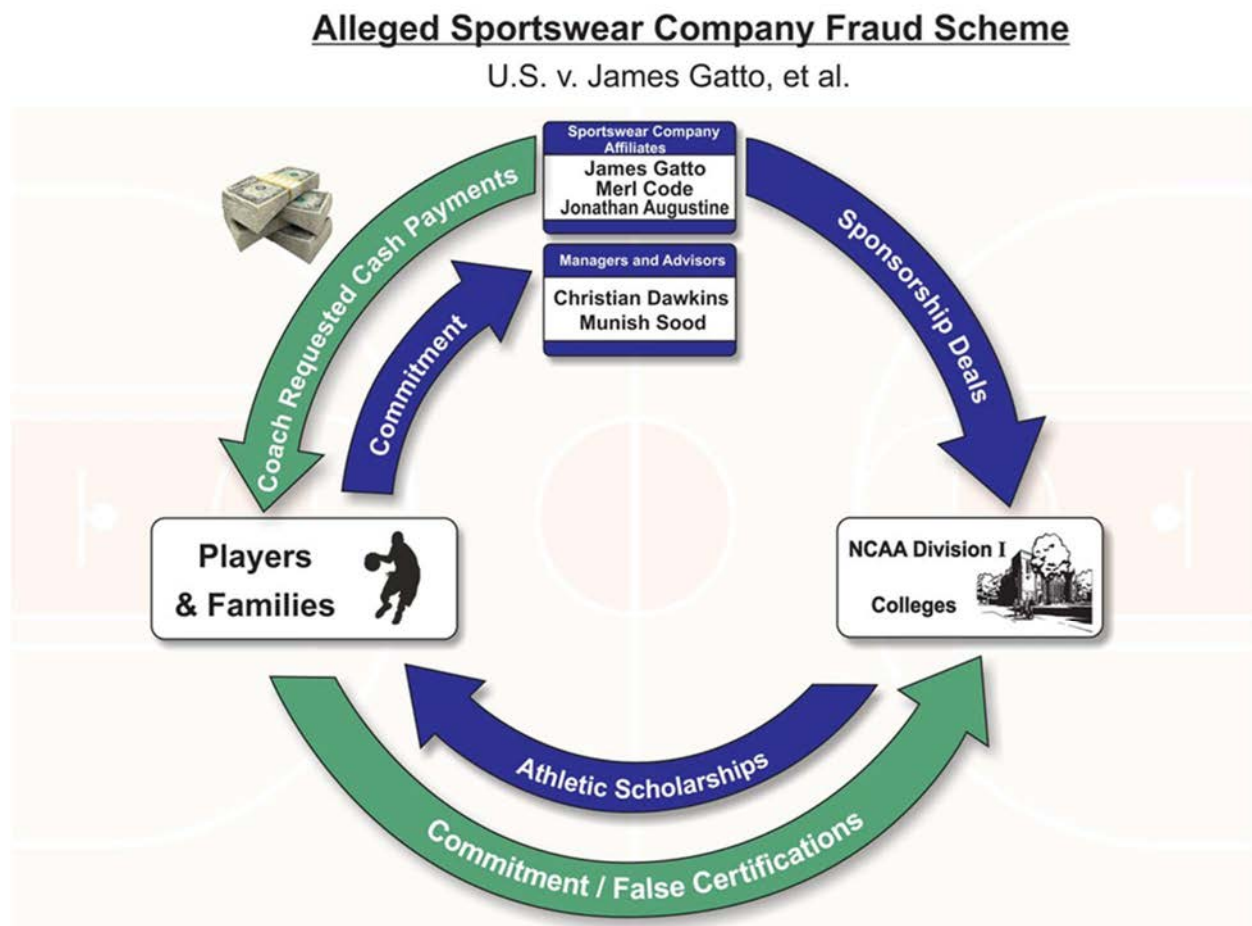 Alleged Sportswear Company Fraud Scheme
U.S. v. James Gatto, et al.
Sportswear Company
Affiliates
James Gatto
Merl Code
Jonathan Augustine
Managers and Advisors
Christian Dawkins
Munish Sood
Coach Requested Cash Payments
Commitment
Sponsorship Deals
Players
& Families
NCAA Division I
Colleges
Athletic Scholarships
Commitment / False Certifications